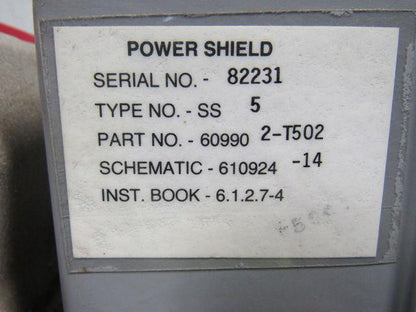 POWER SHIELD
SERIAL NO. - 82231
TYPE NO. - SS 5
PART NO. - 60990 2-T502
SCHEMATIC - 610924 -14
INST. BOOK - 6.1.2.7-4